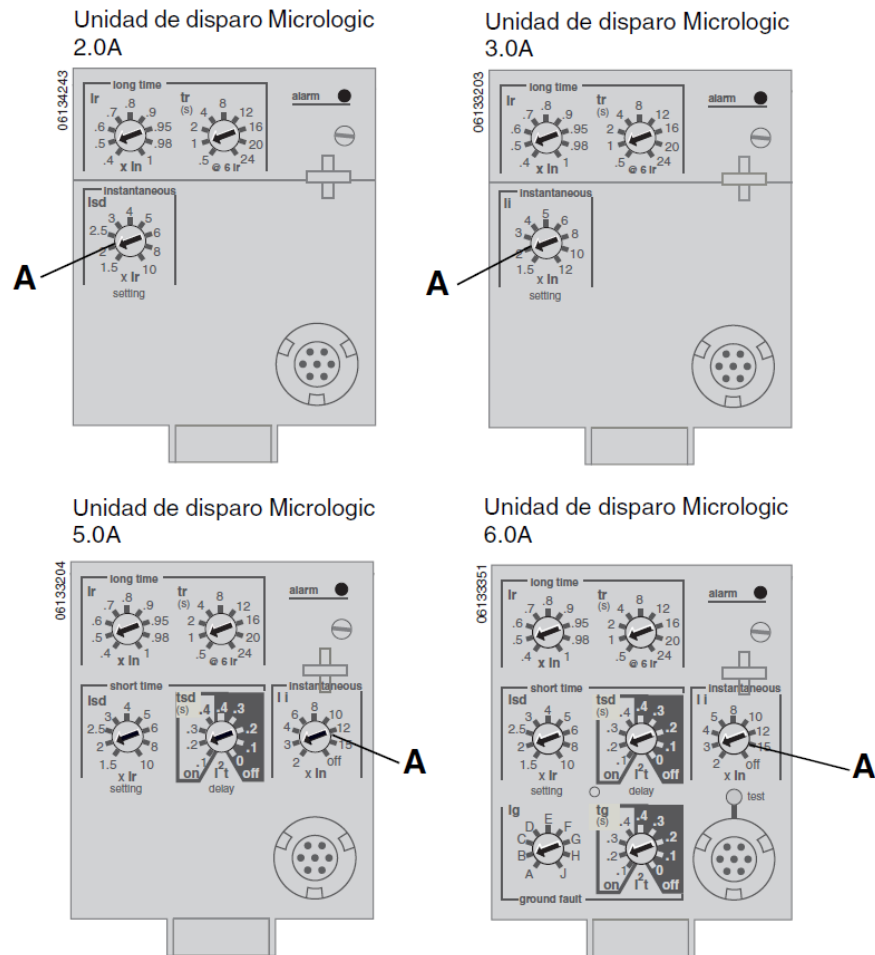 Unidad de disparo Micrologic
2.0A
06134243
long time
Ir
.4 .5 .6 .7 .8 .9 .95 .98 1
x In
tr
(s)
.5 1 2 4 8 12 16 20 24
@ 6 Ir
alarm
instantaneous
Isd
1.5 2 2.5 3 4 5 6 8 10
x Ir
setting
A
Unidad de disparo Micrologic
3.0A
06133203
long time
Ir
.4 .5 .6 .7 .8 .9 .95 .98 1
x In
tr
(s)
.5 1 2 4 8 12 16 20 24
@ 6 Ir
alarm
instantaneous
Ii
1.5 2 3 4 5 6 8 10 12
x In
setting
A
Unidad de disparo Micrologic
5.0A
06133204
long time
Ir
.4 .5 .6 .7 .8 .9 .95 .98 1
x In
tr
(s)
.5 1 2 4 8 12 16 20 24
@ 6 Ir
alarm
short time
Isd
1.5 2 2.5 3 4 5 6 8 10
x Ir
setting
tsd
(s)
.1 .2 .3 .4 .4 .3 .2 .1 0
on I2t off
delay
instantaneous
I i
2 3 4 6 8 10 12 15 off
x In
A
Unidad de disparo Micrologic
6.0A
06133351
long time
Ir
.4 .5 .6 .7 .8 .9 .95 .98 1
x In
tr
(s)
.5 1 2 4 8 12 16 20 24
@ 6 Ir
alarm
short time
Isd
1.5 2 2.5 3 4 5 6 8 10
x Ir
setting
tsd
(s)
.1 .2 .3 .4 .4 .3 .2 .1 0
on I2t off
delay
instantaneous
I i
2 3 4 5 8 10 12 15 off
x In
A
test
Ig
A B C D E F G H J
tg
(s)
.1 .2 .3 .4 .4 .3 .2 .1 0
on I2t off
ground fault